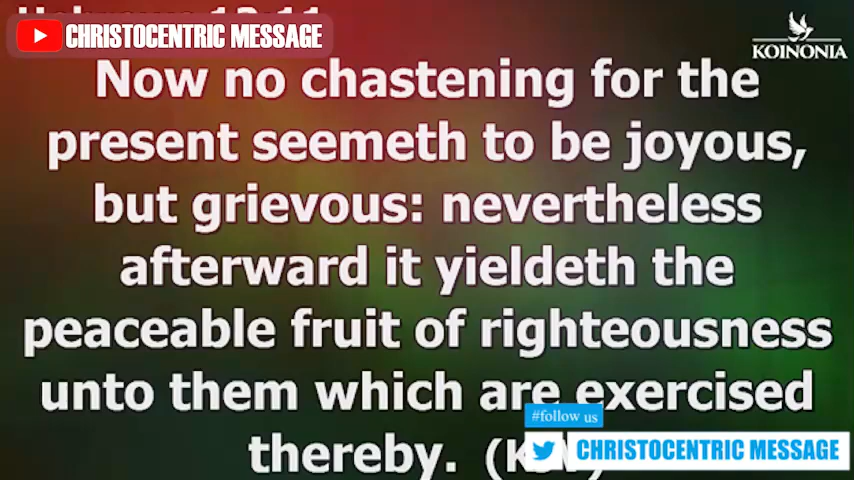 CHRISTOCENTRIC MESSAGE
KOINONIA
Now no chastening for the
present seemeth to be joyous,
but grievous: nevertheless
afterward it yieldeth the
peaceable fruit of righteousness
unto them which are exercised
thereby.
#follow us
CHRISTOCENTRIC MESSAGE